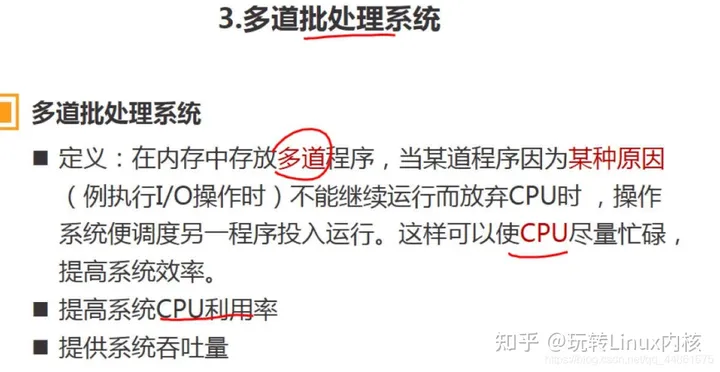 3.多道批处理系统
多道批处理系统
定义：在内存中存放多道程序，当某道程序因为某种原因
（例执行I/O操作时）不能继续运行而放弃CPU时，操作
系统便调度另一程序投入运行。这样可以使CPU尽量忙碌，
提高系统效率。
提高系统CPU利用率
提供系统吞吐量
知乎 @玩转Linux内核